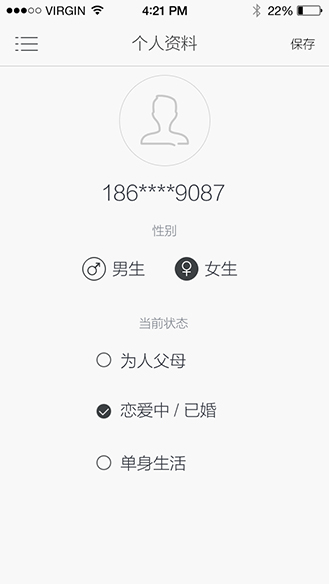 VIRGIN 4:21 PM 22%
个人资料 保存
186****9087
性别
男生 女生
当前状态
为人父母
恋爱中 / 已婚
单身生活